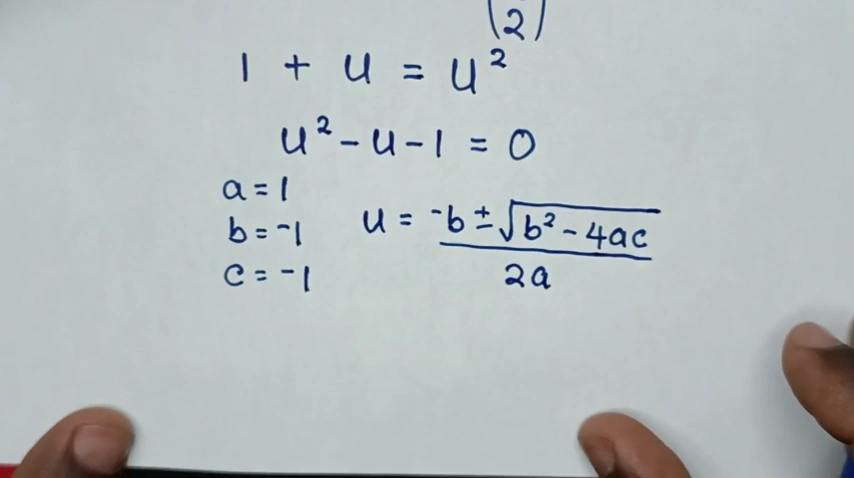 (2)
1 + u = u²
u² - u - 1 = 0
a = 1
b = -1
c = -1
u = -b ± √b² - 4ac / 2a